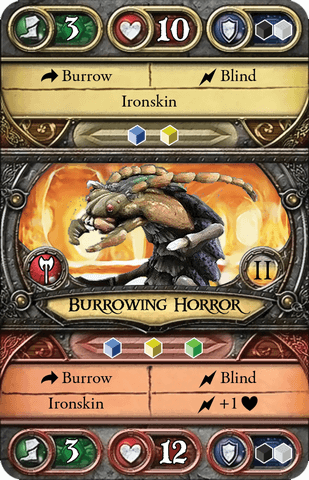 3 10
Burrow Blind
Ironskin
II
BURROWING HORROR
Burrow Blind
Ironskin +1
3 12